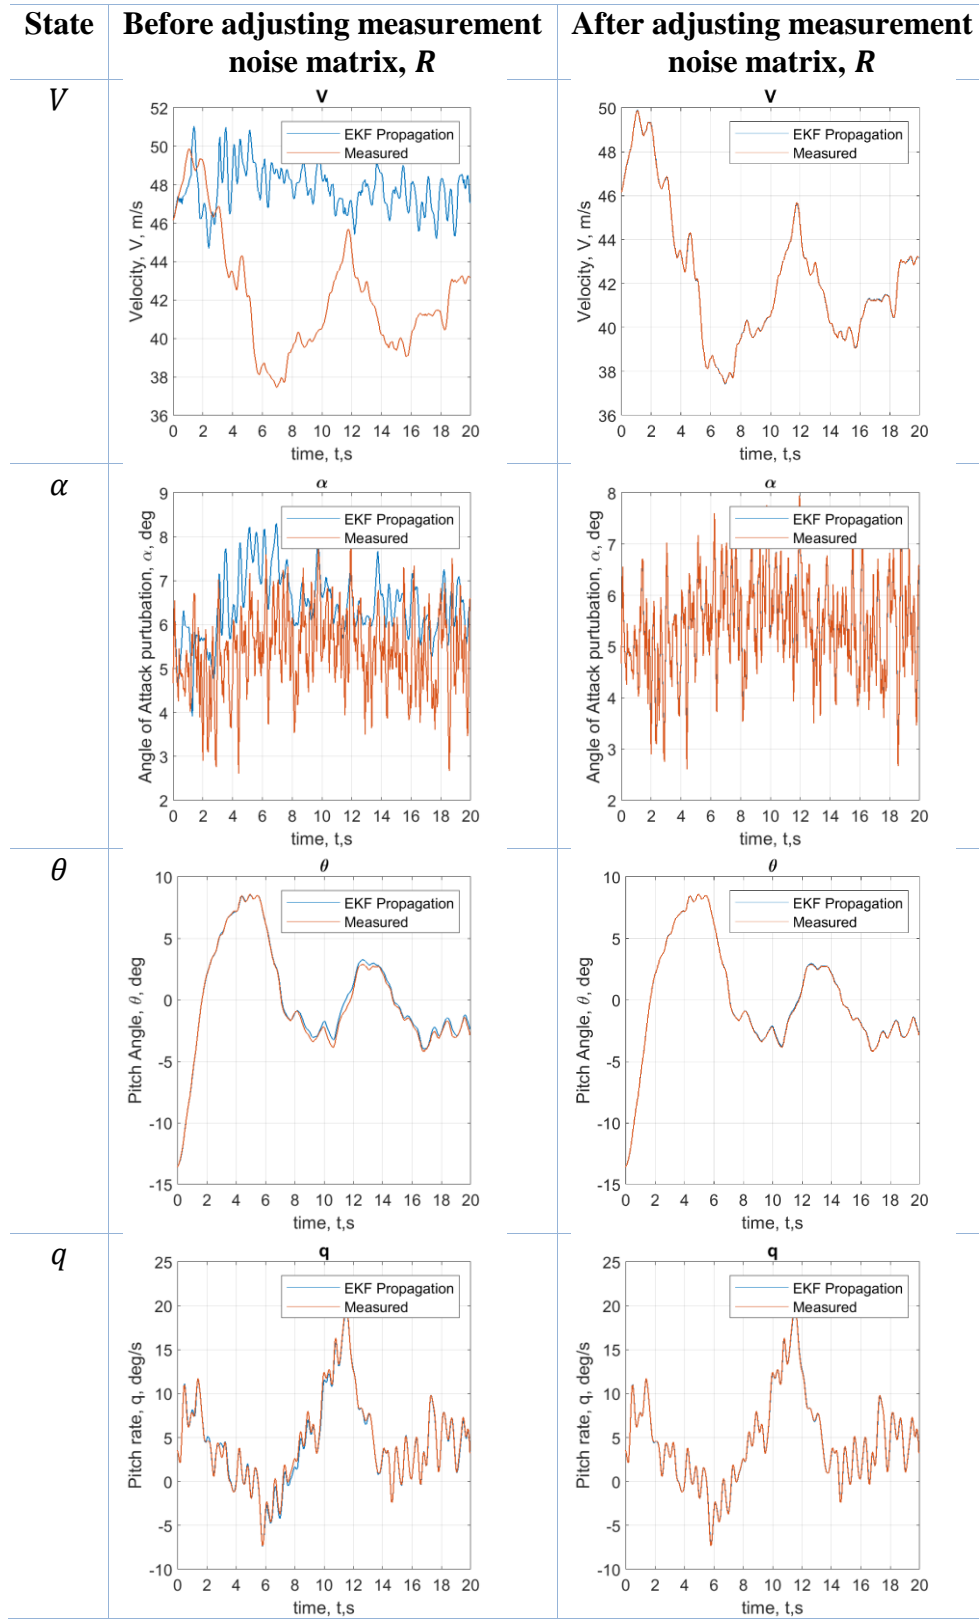 State Before adjusting measurement noise matrix, R After adjusting measurement noise matrix, R
V
V
52
50
48
46
44
42
40
38
36
Velocity, V, m/s
EKF Propagation
Measured
0 2 4 6 8 10 12 14 16 18 20
time, t,s
V
50
48
46
44
42
40
38
36
Velocity, V, m/s
EKF Propagation
Measured
0 2 4 6 8 10 12 14 16 18 20
time, t,s
α
α
9
8
7
6
5
4
3
2
Angle of Attack purtubation, α, deg
EKF Propagation
Measured
0 2 4 6 8 10 12 14 16 18 20
time, t,s
α
8
7
6
5
4
3
2
Angle of Attack purtubation, α, deg
EKF Propagation
Measured
0 2 4 6 8 10 12 14 16 18 20
time, t,s
θ
θ
10
5
0
-5
-10
-15
Pitch Angle, θ, deg
EKF Propagation
Measured
0 2 4 6 8 10 12 14 16 18 20
time, t,s
θ
10
5
0
-5
-10
-15
Pitch Angle, θ, deg
EKF Propagation
Measured
0 2 4 6 8 10 12 14 16 18 20
time, t,s
q
q
25
20
15
10
5
0
-5
-10
Pitch rate, q, deg/s
EKF Propagation
Measured
0 2 4 6 8 10 12 14 16 18 20
time, t,s
q
25
20
15
10
5
0
-5
-10
Pitch rate, q, deg/s
EKF Propagation
Measured
0 2 4 6 8 10 12 14 16 18 20
time, t,s